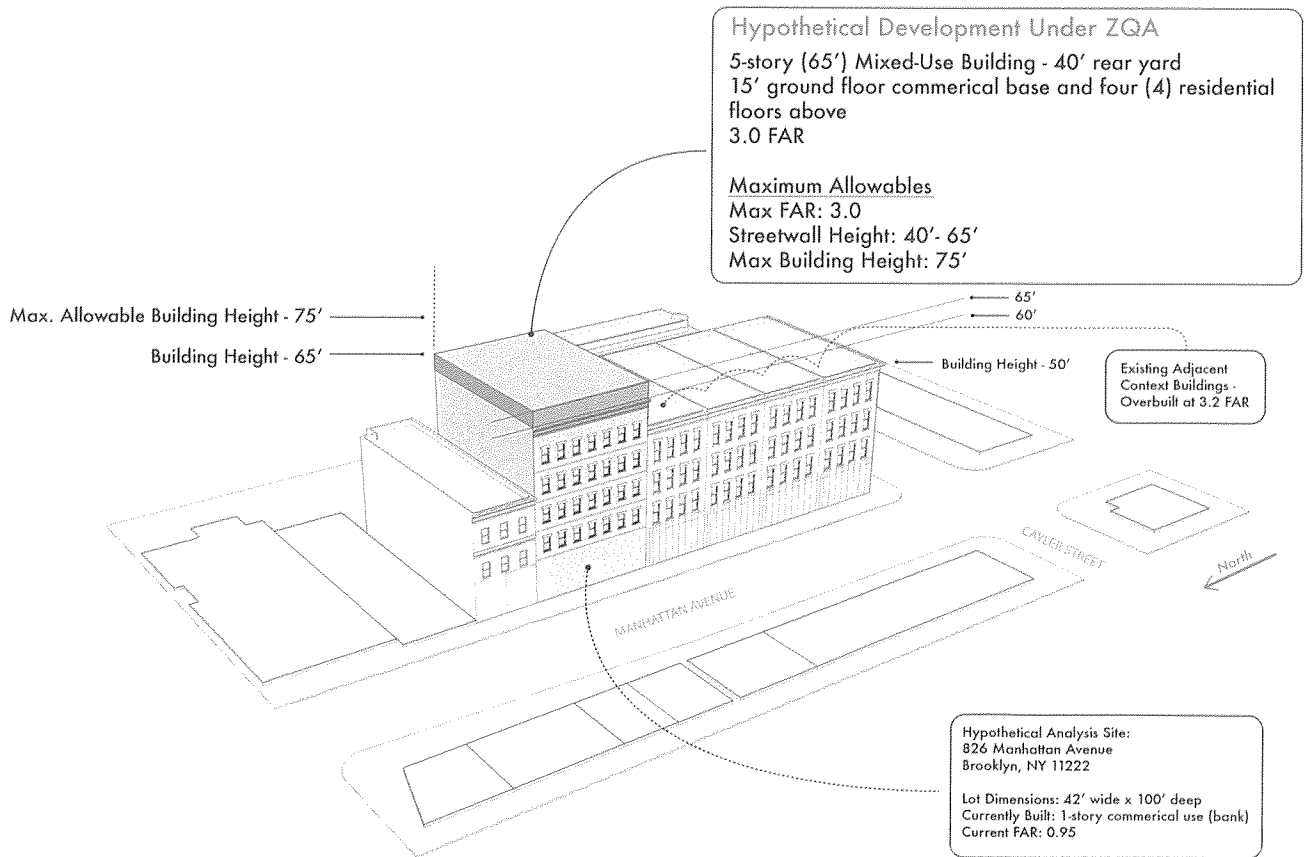 Hypothetical Development Under ZQA
5-story (65') Mixed-Use Building - 40' rear yard
15' ground floor commerical base and four (4) residential
floors above
3.0 FAR
Maximum Allowables
Max FAR: 3.0
Streetwall Height: 40'- 65'
Max Building Height: 75'
Max. Allowable Building Height - 75'
Building Height - 65'
65'
60'
Building Height - 50'
Existing Adjacent
Context Buildings -
Overbuilt at 3.2 FAR
CAYLER STREET
North
MANHATTAN AVENUE
Hypothetical Analysis Site:
826 Manhattan Avenue
Brooklyn, NY 11222
Lot Dimensions: 42' wide x 100' deep
Currently Built: 1-story commerical use (bank)
Current FAR: 0.95